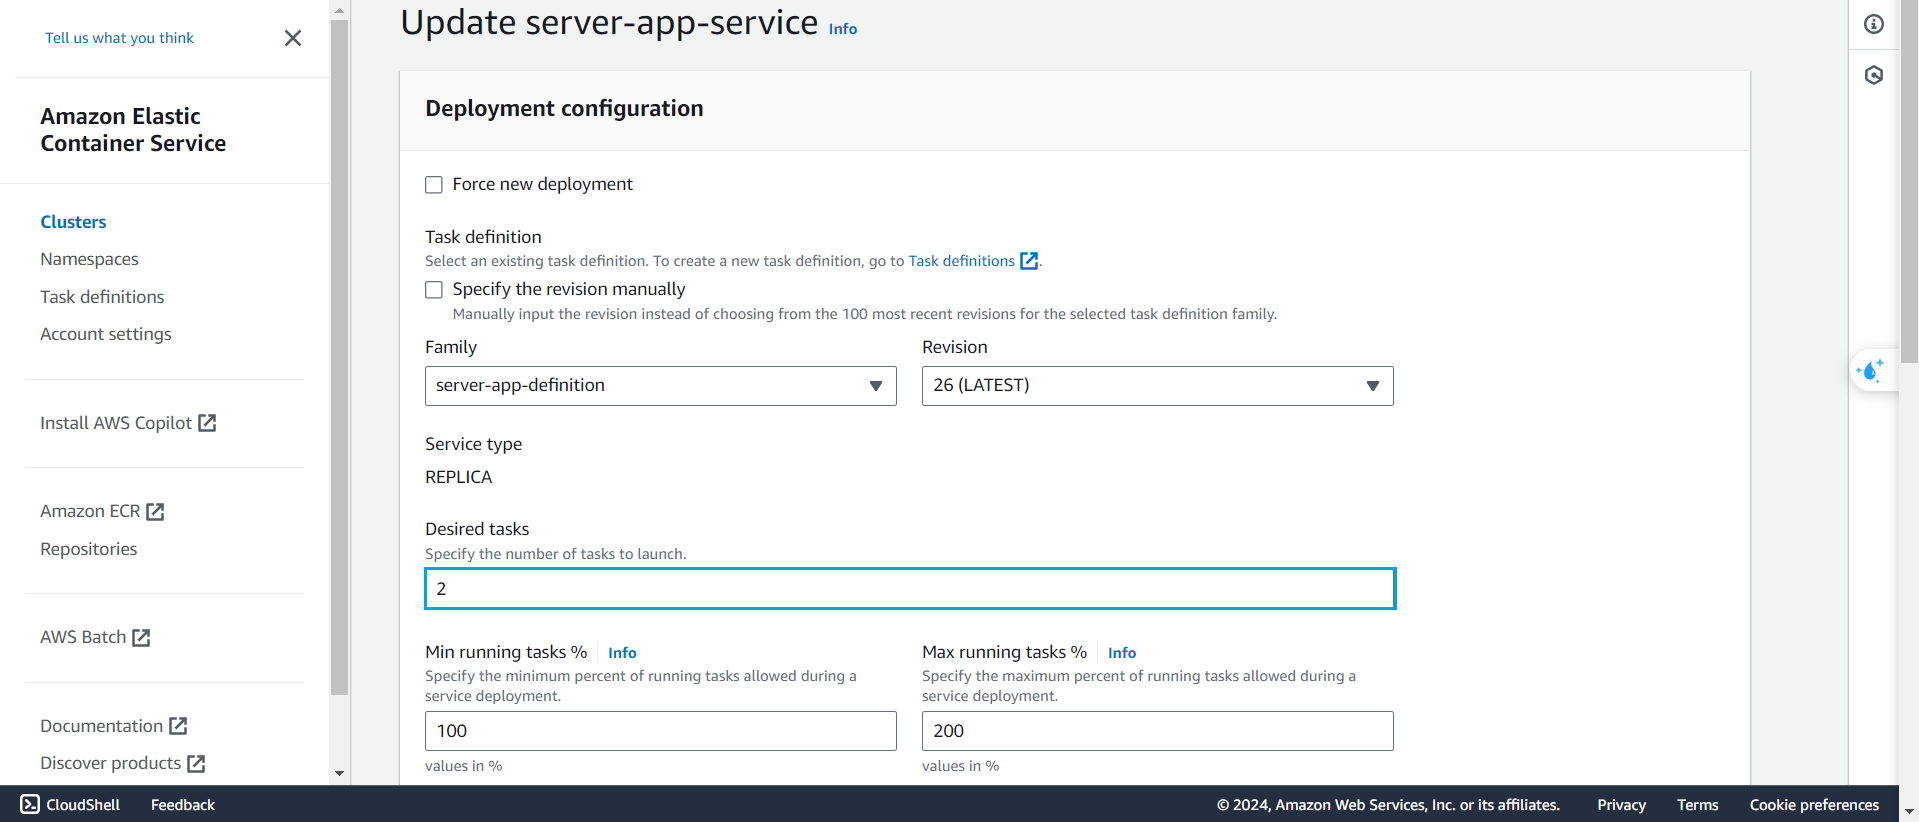 Tell us what you think
Amazon Elastic
Container Service
Clusters
Namespaces
Task definitions
Account settings
Install AWS Copilot
Amazon ECR
Repositories
AWS Batch
Documentation
Discover products
Update server-app-service Info
Deployment configuration
Force new deployment
Task definition
Select an existing task definition. To create a new task definition, go to Task definitions .
Specify the revision manually
Manually input the revision instead of choosing from the 100 most recent revisions for the selected task definition family.
Family
server-app-definition
Revision
26 (LATEST)
Service type
REPLICA
Desired tasks
Specify the number of tasks to launch.
2
Min running tasks % Info
Specify the minimum percent of running tasks allowed during a
service deployment.
100
values in %
Max running tasks % Info
Specify the maximum percent of running tasks allowed during a
service deployment.
200
values in %
CloudShell Feedback © 2024, Amazon Web Services, Inc. or its affiliates. Privacy Terms Cookie preferences